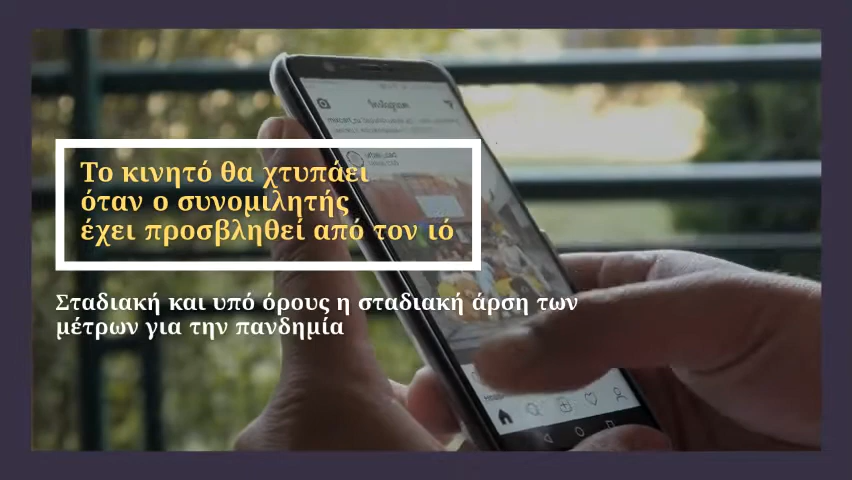 Instagram
Το κινητό θα χτυπάει
όταν ο συνομιλητής
έχει προσβληθεί από τον ιό
Σταδιακή και υπό όρους η σταδιακή άρση των
μέτρων για την πανδημία